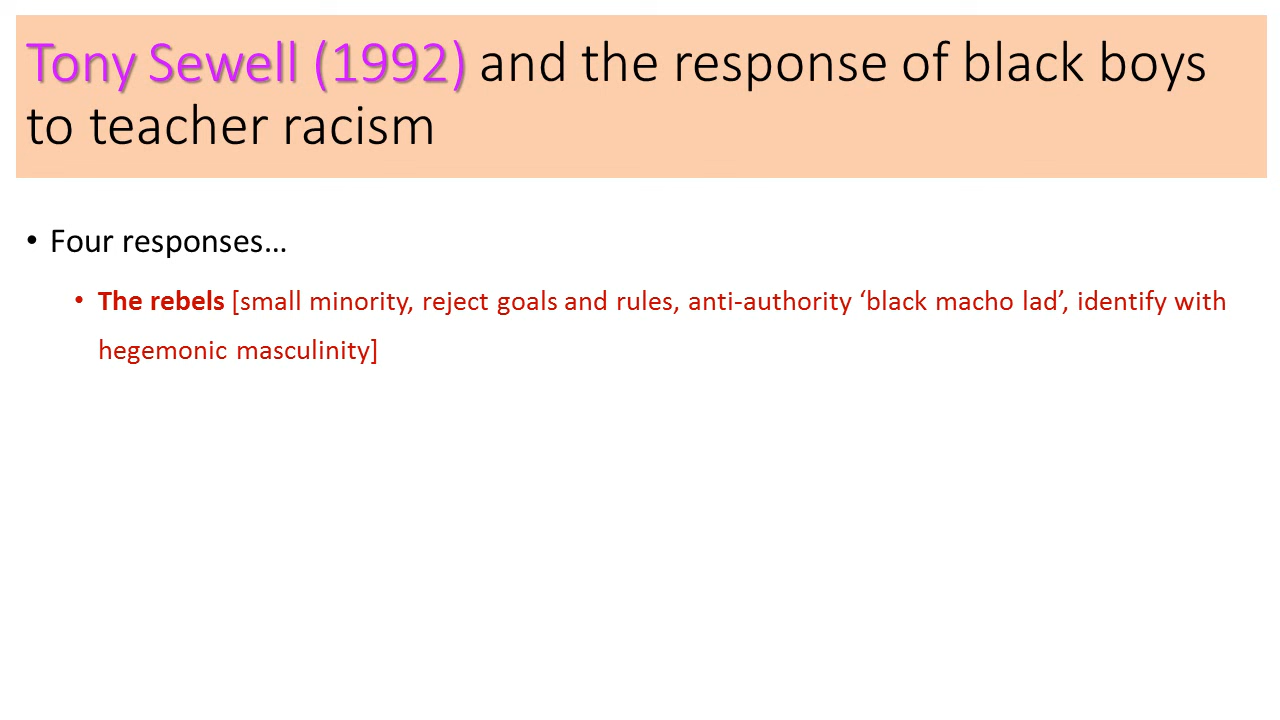 Tony Sewell (1992) and the response of black boys
to teacher racism
• Four responses…
• The rebels [small minority, reject goals and rules, anti-authority ‘black macho lad’, identify with
hegemonic masculinity]